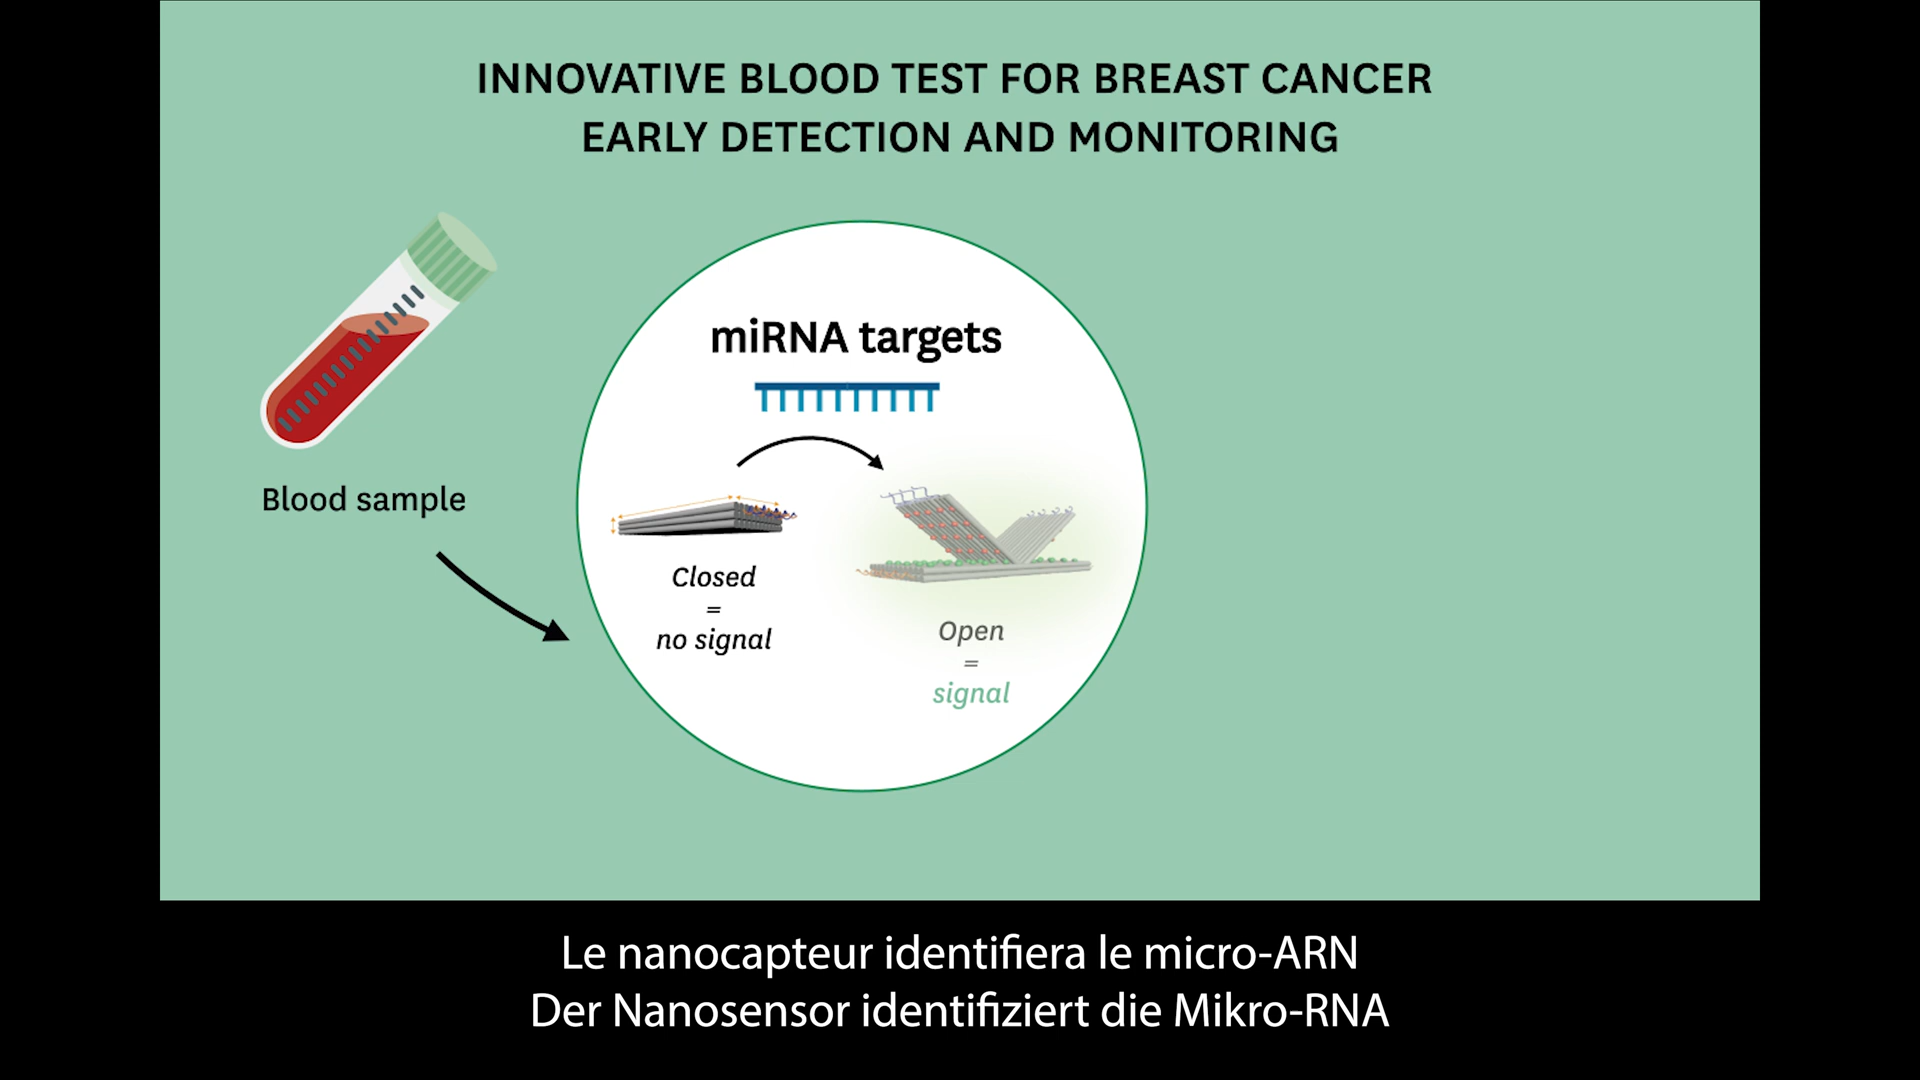 INNOVATIVE BLOOD TEST FOR BREAST CANCER
EARLY DETECTION AND MONITORING
Blood sample
miRNA targets
Closed
=
no signal
Open
=
signal
Le nanocapteur identifiera le micro-ARN
Der Nanosensor identifiziert die Mikro-RNA